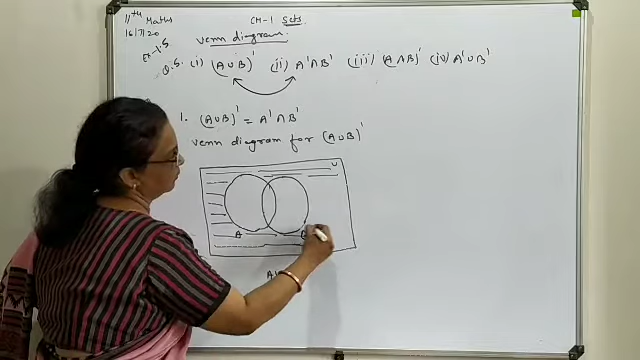 11th Maths
CH-1 Sets
16/7/20
Venn diagram
Ex-1.5
Q.5. (i) (A∪B)' (ii) A'∩B' (iii) (A∩B)' (iv) A'∪B'
1. (A∪B)' = A'∩B'
Venn diagram for (A∪B)'
U
A B